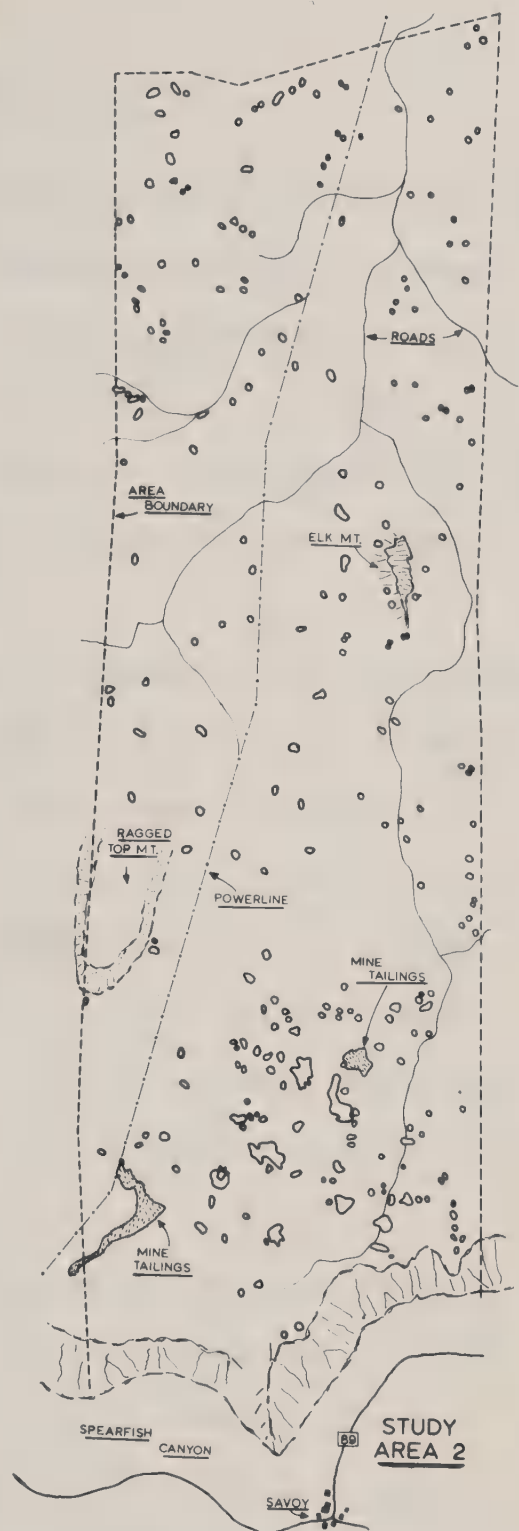 ROADS
AREA
BOUNDARY
ELK MT.
RAGGED
TOP MT.
POWERLINE
MINE
TAILINGS
MINE
TAILINGS
SPEARFISH
CANYON
89
STUDY
AREA 2
SAVOY